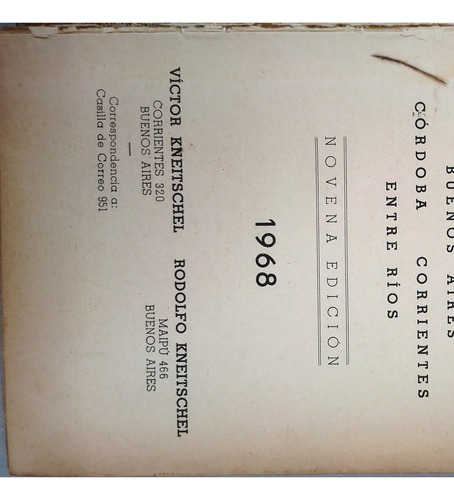 BUENOS AIRES
CÓRDOBA CORRIENTES
ENTRE RÍOS
NOVENA EDICIÓN
1968
VÍCTOR KNEITSCHEL
CORRIENTES 320
BUENOS AIRES
Correspondencia a:
Casilla de Correo 951
RODOLFO KNEITSCHEL
MAIPÚ 466
BUENOS AIRES